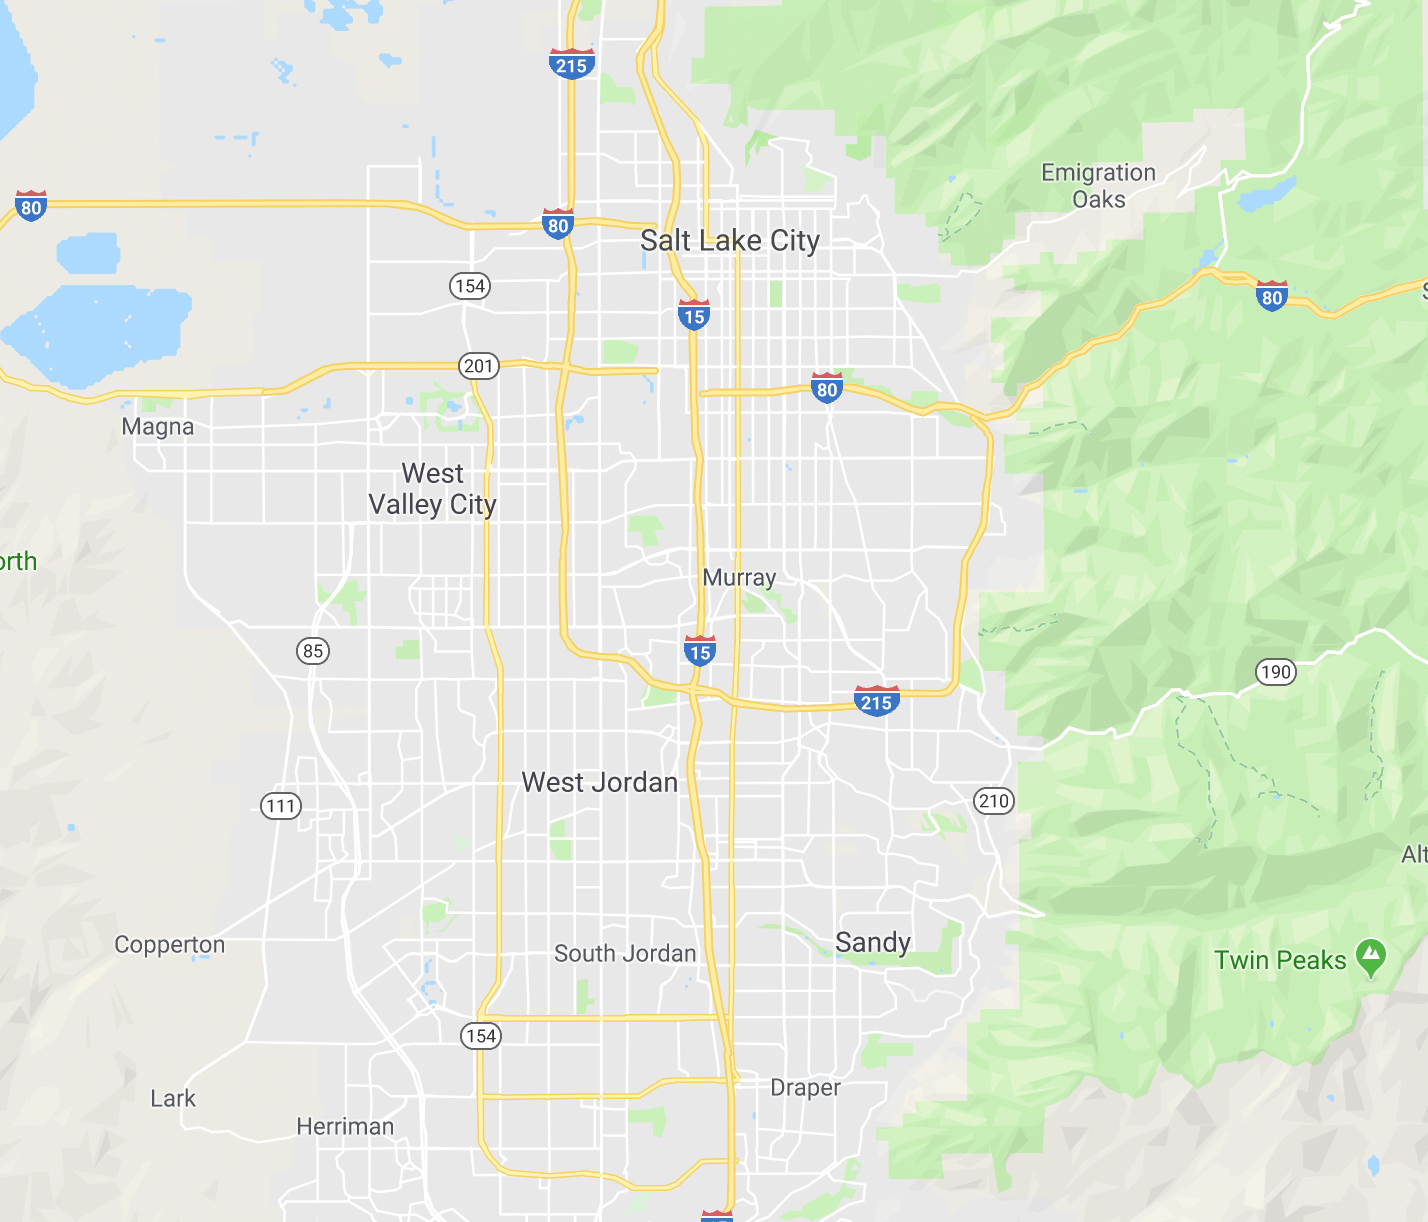 215
80
Emigration
Oaks
80
Salt Lake City
154
80
15
201
80
Magna
West
Valley City
orth
Murray
85
15
190
215
West Jordan
111
210
Alt
Copperton
South Jordan
Sandy
Twin Peaks
154
Lark
Draper
Herriman